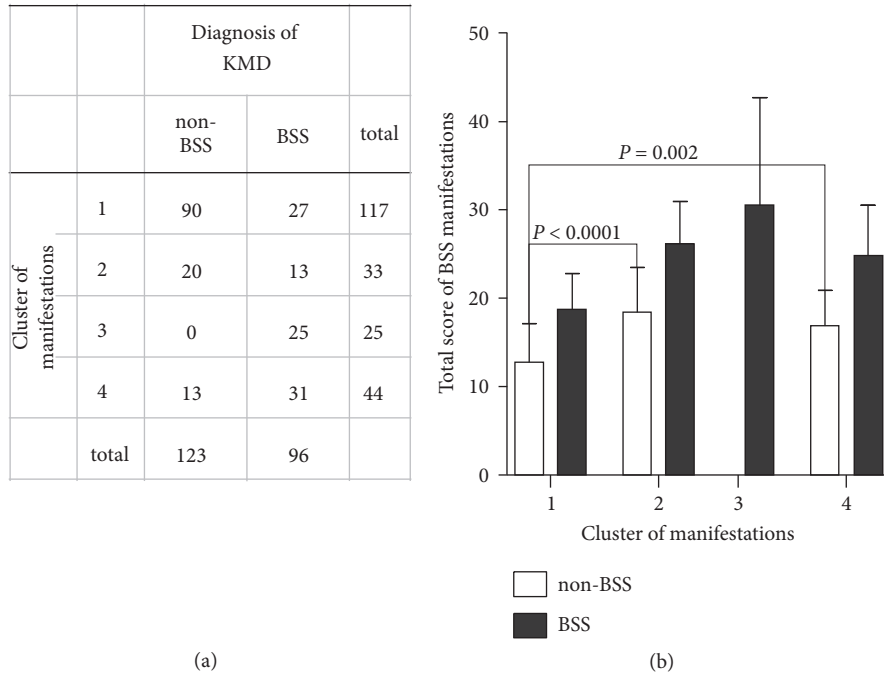 Diagnosis of
KMD
non-
BSS
BSS
total
Cluster of
manifestations
1 90 27 117
2 20 13 33
3 0 25 25
4 13 31 44
total 123 96
(a)
Total score of BSS manifestations
50
40
30
20
10
0
P = 0.002
P < 0.0001
1 2 3 4
Cluster of manifestations
non-BSS
BSS
(b)